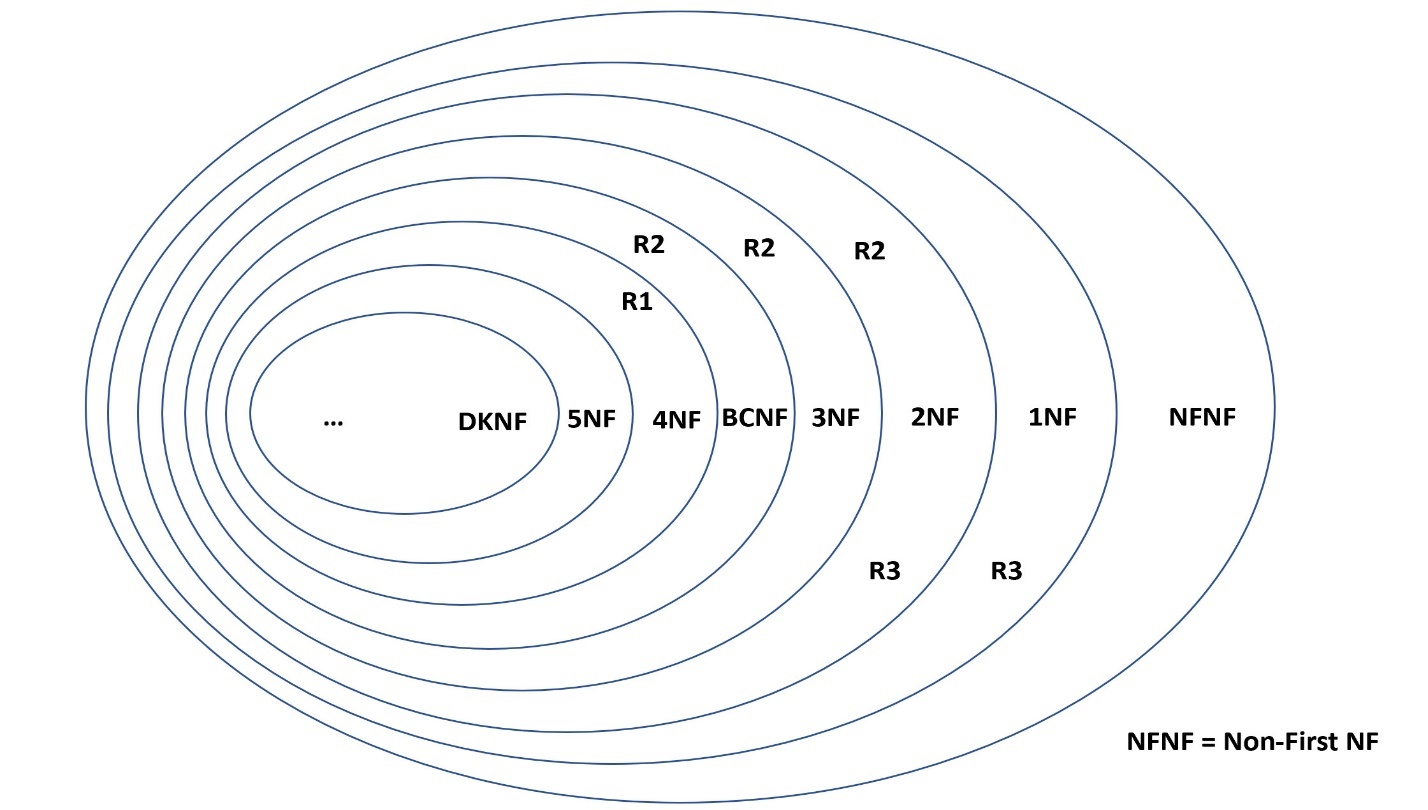 R2 R2 R2
R1
... DKNF 5NF 4NF BCNF 3NF 2NF 1NF NFNF
R3 R3
NFNF = Non-First NF